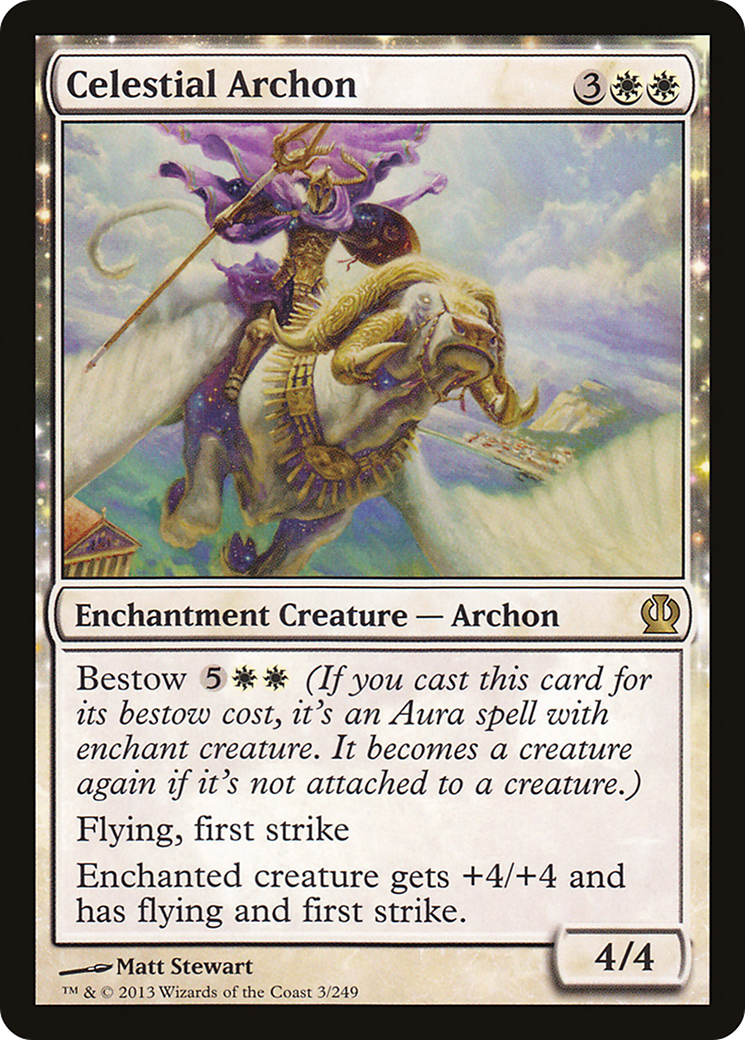 Celestial Archon 3
Enchantment Creature — Archon
Bestow 5 (If you cast this card for
its bestow cost, it's an Aura spell with
enchant creature. It becomes a creature
again if it's not attached to a creature.)
Flying, first strike
Enchanted creature gets +4/+4 and
has flying and first strike.
4/4
Matt Stewart
™ & © 2013 Wizards of the Coast 3/249